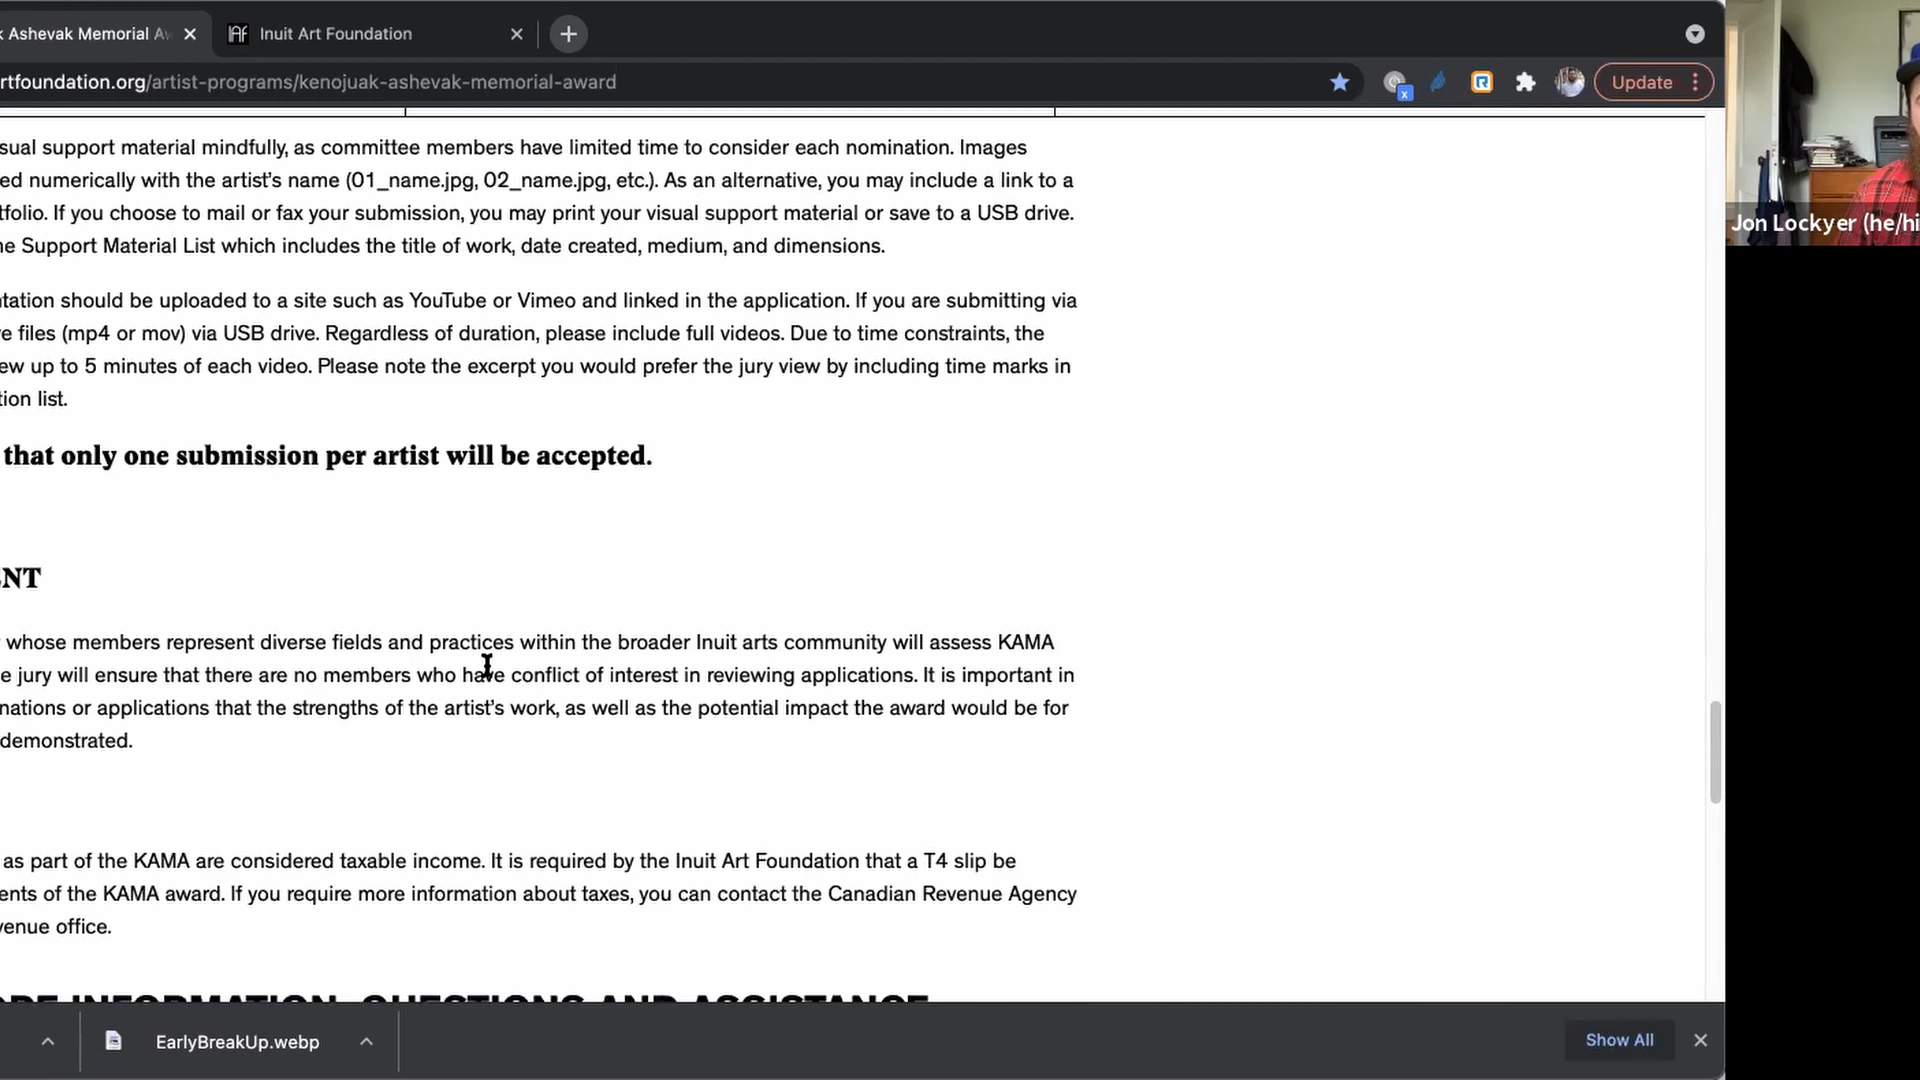 k Ashevak Memorial Aw
Inuit Art Foundation
rtfoundation.org/artist-programs/kenojuak-ashevak-memorial-award
Update
Jon Lockyer (he/hi
sual support material mindfully, as committee members have limited time to consider each nomination. Images
ed numerically with the artist's name (01_name.jpg, 02_name.jpg, etc.). As an alternative, you may include a link to a
tfolio. If you choose to mail or fax your submission, you may print your visual support material or save to a USB drive.
ne Support Material List which includes the title of work, date created, medium, and dimensions.
ntation should be uploaded to a site such as YouTube or Vimeo and linked in the application. If you are submitting via
ve files (mp4 or mov) via USB drive. Regardless of duration, please include full videos. Due to time constraints, the
ew up to 5 minutes of each video. Please note the excerpt you would prefer the jury view by including time marks in
tion list.
that only one submission per artist will be accepted.
ENT
whose members represent diverse fields and practices within the broader Inuit arts community will assess KAMA
e jury will ensure that there are no members who have conflict of interest in reviewing applications. It is important in
nations or applications that the strengths of the artist's work, as well as the potential impact the award would be for
demonstrated.
as part of the KAMA are considered taxable income. It is required by the Inuit Art Foundation that a T4 slip be
ents of the KAMA award. If you require more information about taxes, you can contact the Canadian Revenue Agency
venue office.
ORE INFORMATION, QUESTIONS AND ASSISTANCE
EarlyBreakUp.webp
Show All